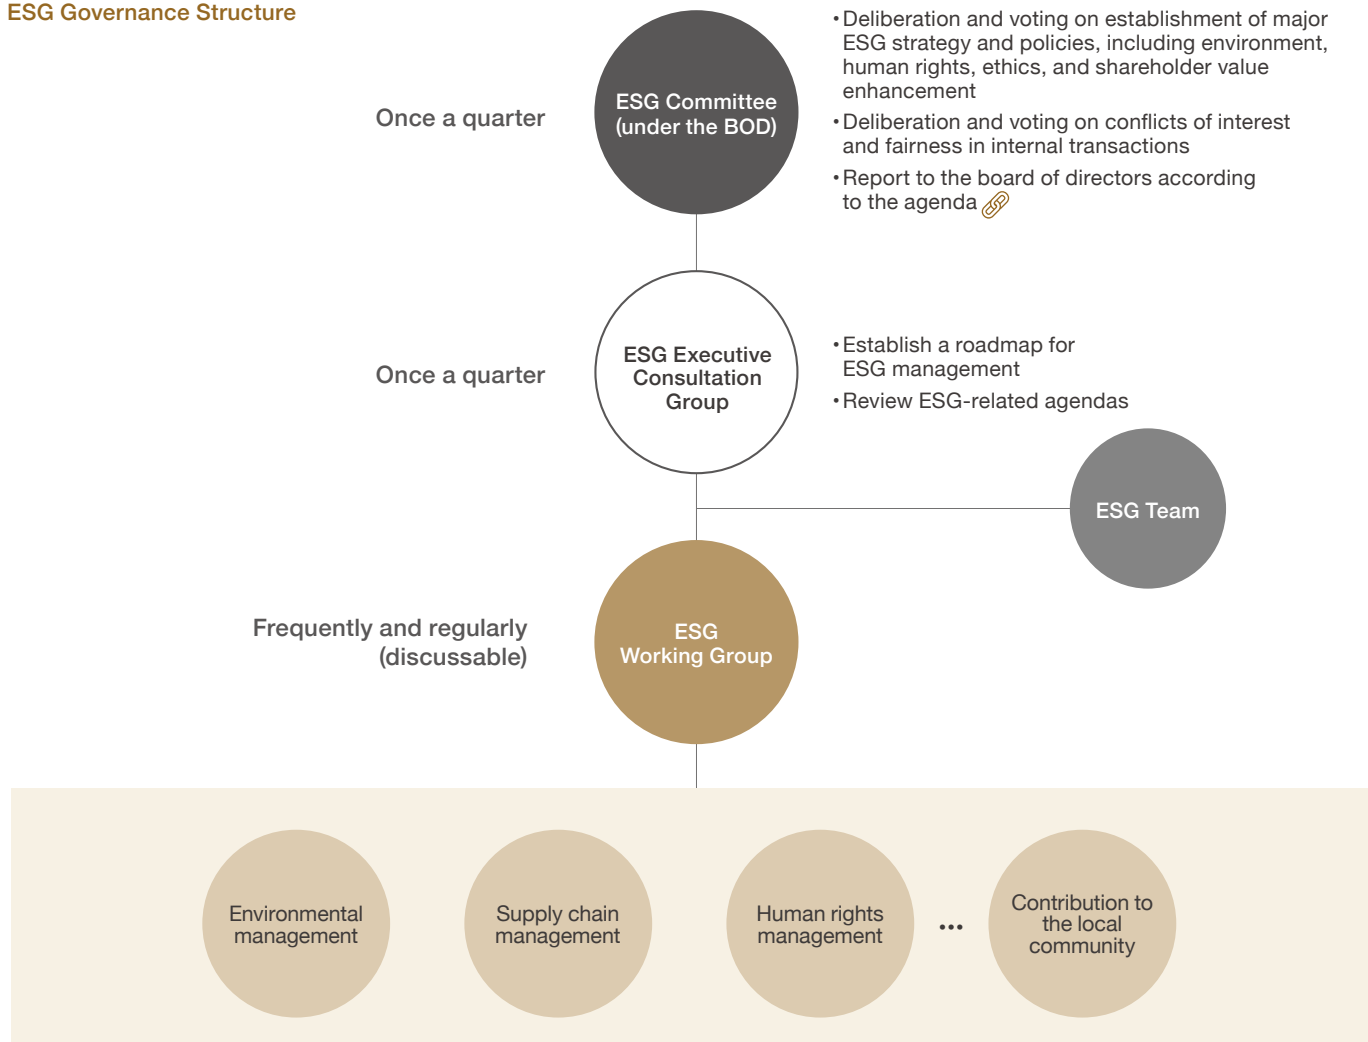 ESG Governance Structure
Once a quarter
ESG Committee
(under the BOD)
•Deliberation and voting on establishment of major
ESG strategy and policies, including environment,
human rights, ethics, and shareholder value
enhancement
•Deliberation and voting on conflicts of interest
and fairness in internal transactions
•Report to the board of directors according
to the agenda
Once a quarter
ESG Executive
Consultation
Group
•Establish a roadmap for
ESG management
•Review ESG-related agendas
ESG Team
Frequently and regularly
(discussable)
ESG
Working Group
Environmental
management
Supply chain
management
Human rights
management
...
Contribution to
the local
community